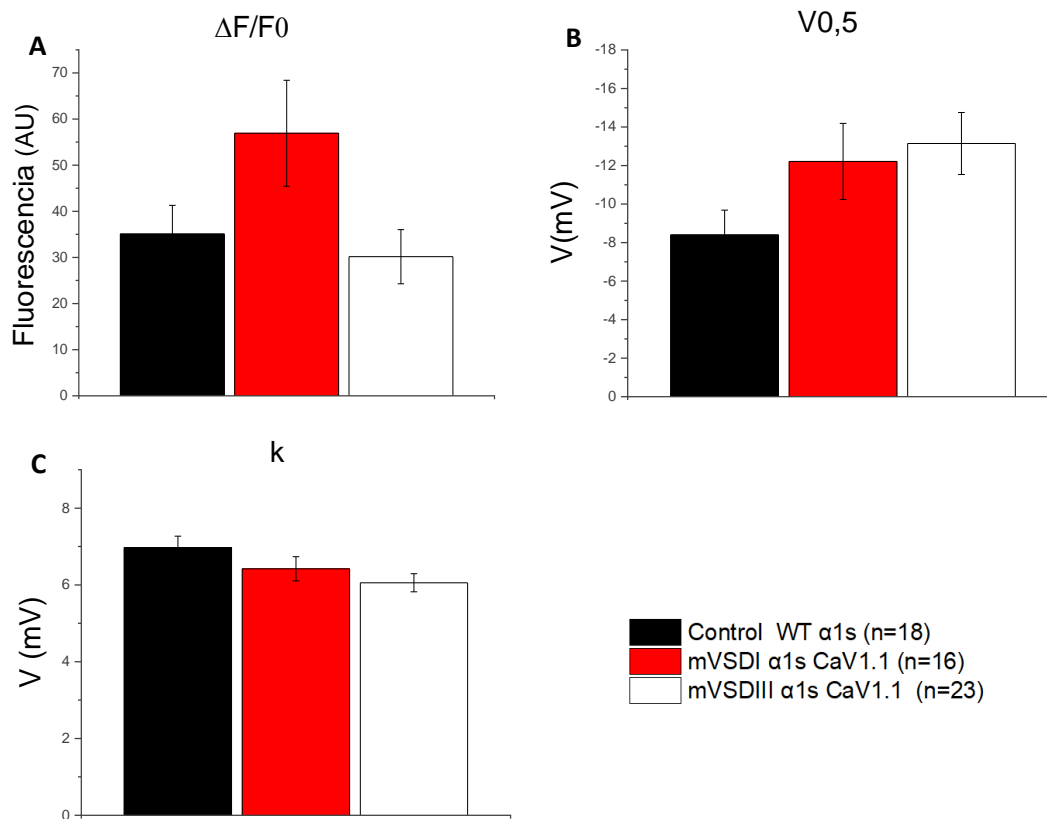 A
ΔF/F0
Fluorescencia (AU)
70
60
50
40
30
20
10
0
B
V0,5
V(mV)
-18
-16
-14
-12
-10
-8
-6
-4
-2
0
C
k
V (mV)
8
6
4
2
0
Control WT α1s (n=18)
mVSDI α1s CaV1.1 (n=16)
mVSDIII α1s CaV1.1 (n=23)